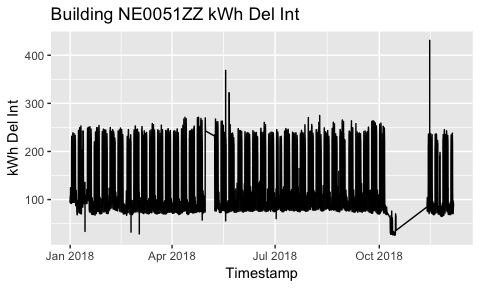 Building NE0051ZZ kWh Del Int
kWh Del Int
400
300
200
100
Jan 2018
Apr 2018
Jul 2018
Oct 2018
Timestamp